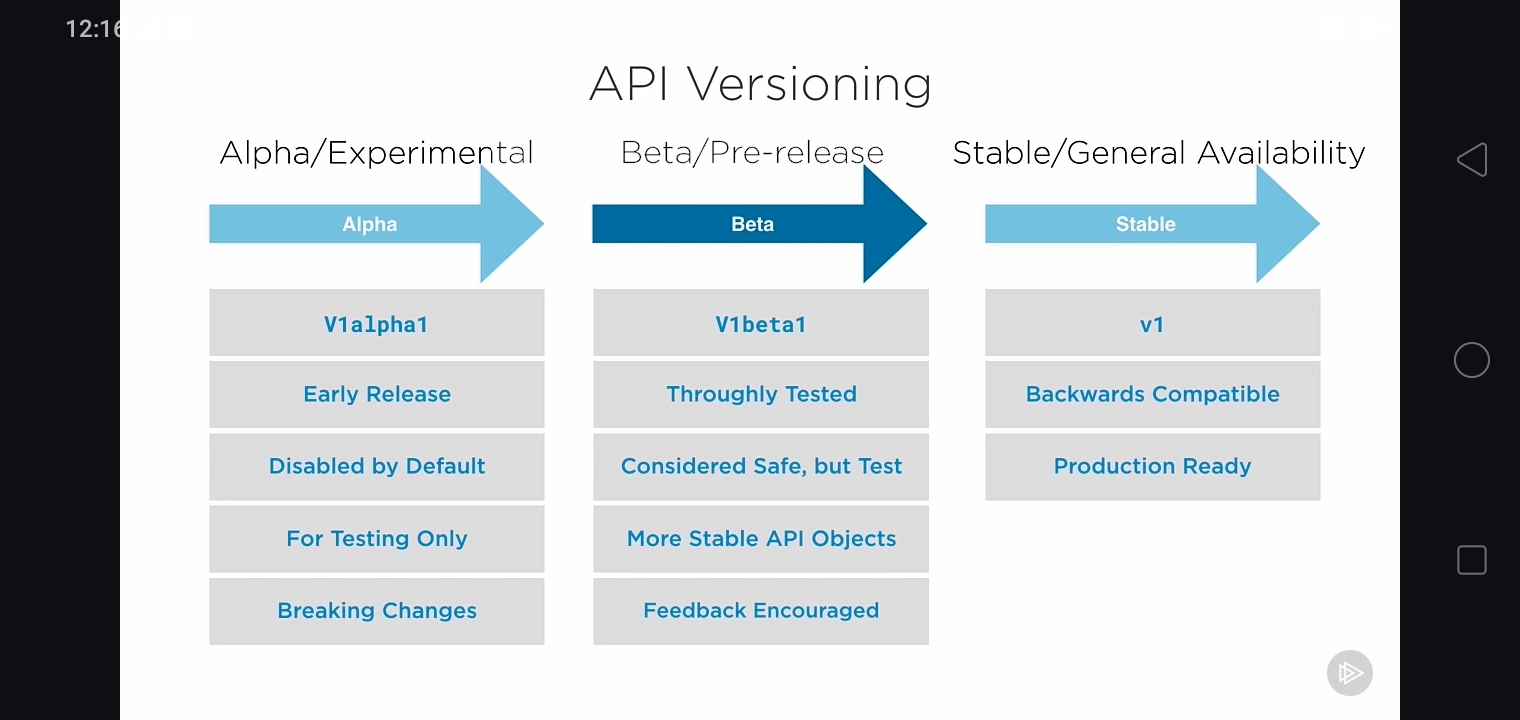 12:16
API Versioning
Alpha/Experimental
Alpha
V1alpha1
Early Release
Disabled by Default
For Testing Only
Breaking Changes
Beta/Pre-release
Beta
V1beta1
Throughly Tested
Considered Safe, but Test
More Stable API Objects
Feedback Encouraged
Stable/General Availability
Stable
v1
Backwards Compatible
Production Ready